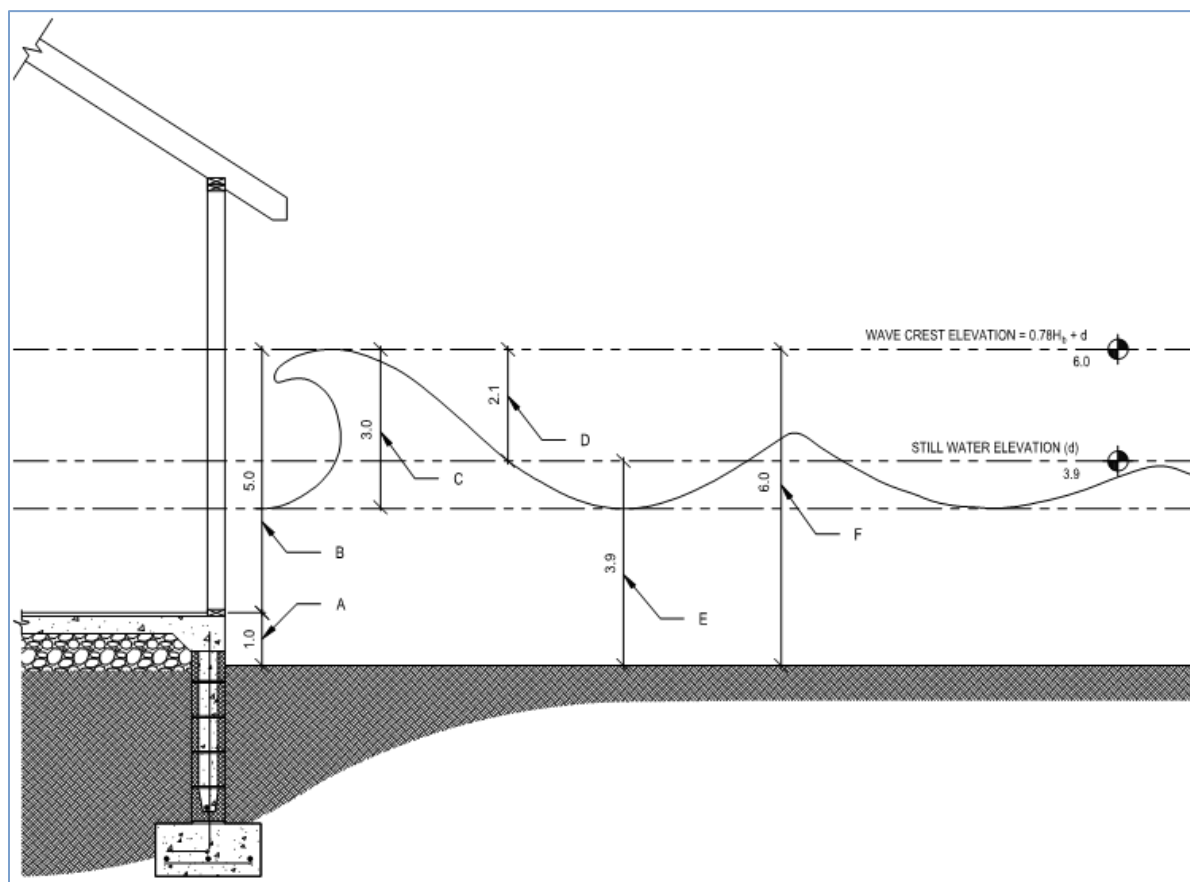 WAVE CREST ELEVATION = 0.78Hb + d
6.0
2.1
D
3.0
STILL WATER ELEVATION (d)
3.9
C
5.0
6.0
F
B
3.9
A
E
1.0